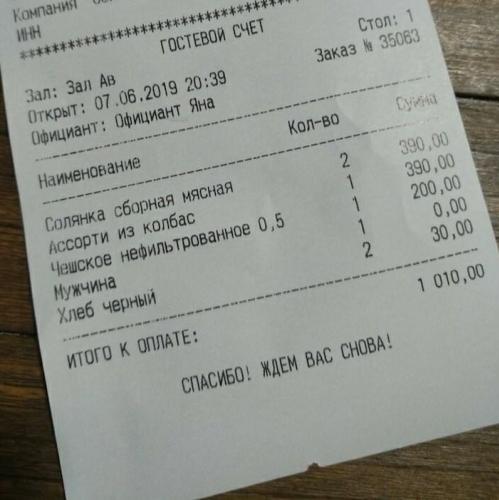 Компания
ИНН
****************************************
ГОСТЕВОЙ СЧЕТ
Зал: Зал Ав Стол: 1
Открыт: 07.06.2019 20:39 Заказ № 35063
Официант: Официант Яна
Наименование Кол-во Сумма
Солянка сборная мясная 2 390,00
Ассорти из колбас 1 390,00
Чешское нефильтрованное 0,5 1 200,00
Мужчина 1 0,00
Хлеб черный 2 30,00
ИТОГО К ОПЛАТЕ: 1 010,00
СПАСИБО! ЖДЕМ ВАС СНОВА!